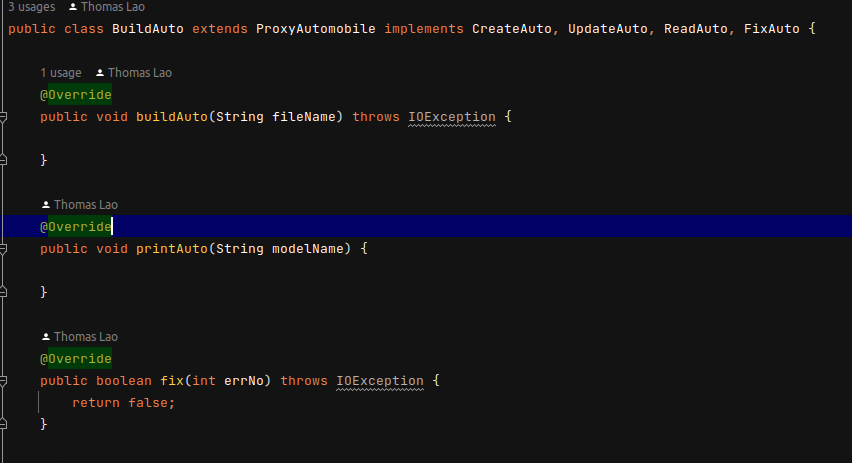 3 usages Thomas Lao
public class BuildAuto extends ProxyAutomobile implements CreateAuto, UpdateAuto, ReadAuto, FixAuto {
1 usage Thomas Lao
@Override
public void buildAuto(String fileName) throws IOException {
}
Thomas Lao
@Override
public void printAuto(String modelName) {
}
Thomas Lao
@Override
public boolean fix(int errNo) throws IOException {
return false;
}